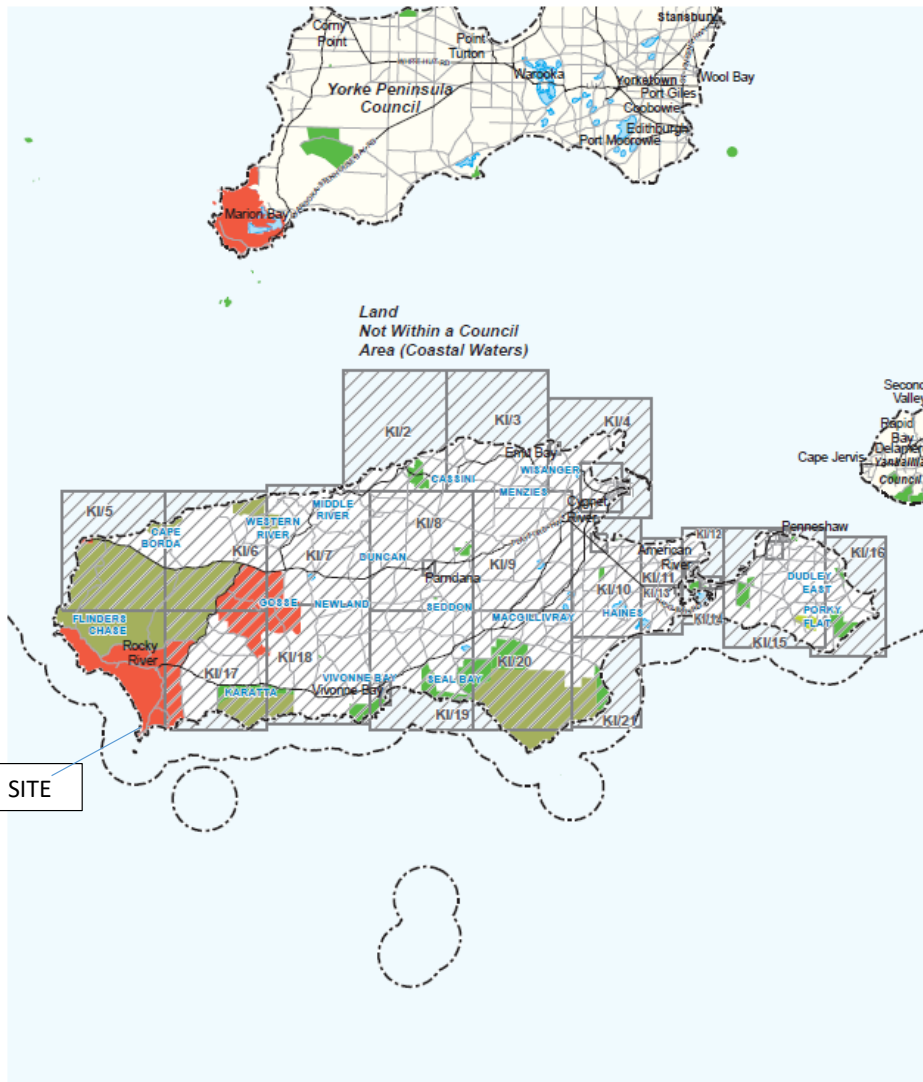 Stansbury
Corny
Point
Point
Turton
Warooka
Yorketown
Wool Bay
Port Giles
Coobowie
Edithburgh
Port Moorowie
Yorke Peninsula
Council
Marion Bay
Land
Not Within a Council
Area (Coastal Waters)
Second
Valley
Rapid
Bay
Delamere
Cape Jervis
Yankalilla
Council
KI/2
KI/3
KI/4
Emu Bay
WISANGER
CASSINI
MENZIES
Cygnet
River
KI/5
CAPE
BORDA
KI/6
WESTERN
RIVER
MIDDLE
RIVER
KI/7
KI/8
DUNCAN
Parndana
KI/9
American
River
KI/12
Penneshaw
KI/16
KI/10
KI/11
KI/13
KI/14
DUDLEY
EAST
PORKY
FLAT
KI/15
FLINDERS
CHASE
GOSSE
NEWLAND
SEDDON
MACGILLIVRAY
HAINES
Rocky
River
KI/17
KI/18
KARATTA
VIVONNE BAY
Vivonne Bay
SEAL BAY
KI/20
KI/19
KI/21
SITE